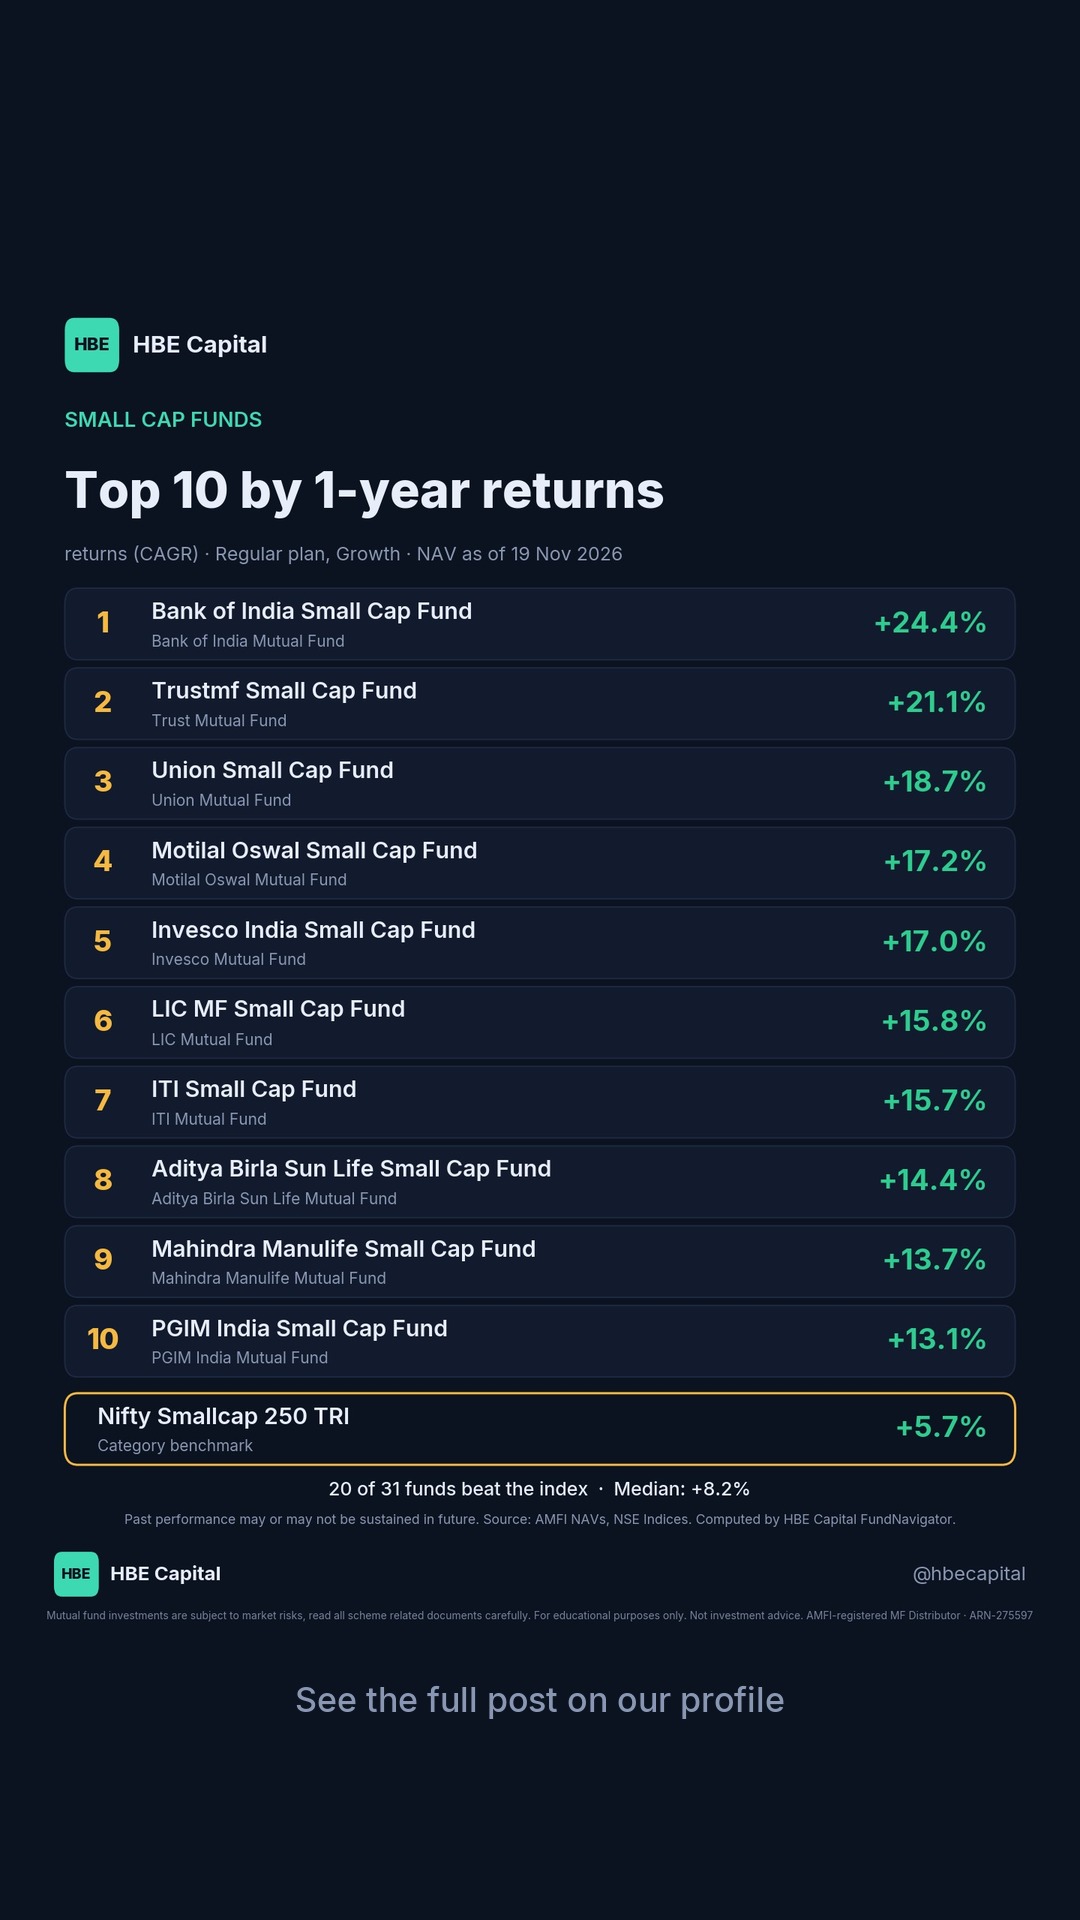 HBE HBE Capital
SMALL CAP FUNDS
Top 10 by 1-year returns
returns (CAGR) · Regular plan, Growth · NAV as of 19 Nov 2026
1 Bank of India Small Cap Fund +24.4%
Bank of India Mutual Fund
2 Trustmf Small Cap Fund +21.1%
Trust Mutual Fund
3 Union Small Cap Fund +18.7%
Union Mutual Fund
4 Motilal Oswal Small Cap Fund +17.2%
Motilal Oswal Mutual Fund
5 Invesco India Small Cap Fund +17.0%
Invesco Mutual Fund
6 LIC MF Small Cap Fund +15.8%
LIC Mutual Fund
7 ITI Small Cap Fund +15.7%
ITI Mutual Fund
8 Aditya Birla Sun Life Small Cap Fund +14.4%
Aditya Birla Sun Life Mutual Fund
9 Mahindra Manulife Small Cap Fund +13.7%
Mahindra Manulife Mutual Fund
10 PGIM India Small Cap Fund +13.1%
PGIM India Mutual Fund
Nifty Smallcap 250 TRI +5.7%
Category benchmark
20 of 31 funds beat the index · Median: +8.2%
Past performance may or may not be sustained in future. Source: AMFI NAVs, NSE Indices. Computed by HBE Capital FundNavigator.
HBE HBE Capital @hbecapital
Mutual fund investments are subject to market risks, read all scheme related documents carefully. For educational purposes only. Not investment advice. AMFI-registered MF Distributor · ARN-275597
See the full post on our profile